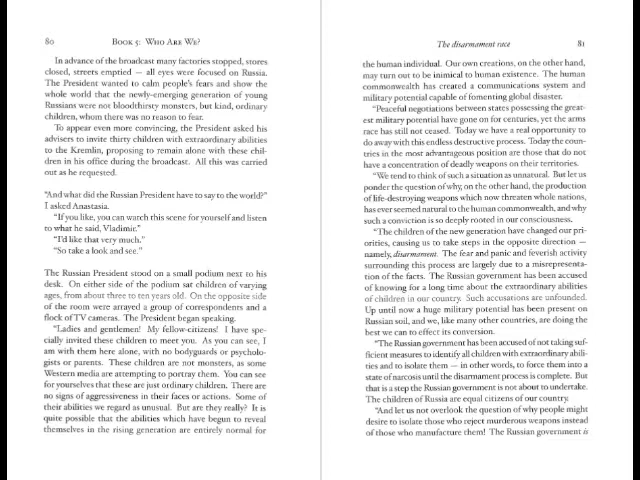 80 BOOK 5: WHO ARE WE?
In advance of the broadcast many factories stopped, stores
closed, streets emptied — all eyes were focused on Russia.
The President wanted to calm people's fears and show the
whole world that the newly-emerging generation of young
Russians were not bloodthirsty monsters, but kind, ordinary
children, whom there was no reason to fear.
To appear even more convincing, the President asked his
advisers to invite thirty children with extraordinary abilities
to the Kremlin, proposing to remain alone with these chil-
dren in his office during the broadcast. All this was carried
out as he requested.
“And what did the Russian President have to say to the world?”
I asked Anastasia.
“If you like, you can watch this scene for yourself and listen
to what he said, Vladimir.”
“I'd like that very much.”
“So take a look and see.”
The Russian President stood on a small podium next to his
desk. On either side of the podium sat children of varying
ages, from about three to ten years old. On the opposite side
of the room were arrayed a group of correspondents and a
flock of TV cameras. The President began speaking.
“Ladies and gentlemen! My fellow-citizens! I have spe-
cially invited these children to meet you. As you can see, I
am with them here alone, with no bodyguards or psycholo-
gists or parents. These children are not monsters, as some
Western media are attempting to portray them. You can see
for yourselves that these are just ordinary children. There are
no signs of aggressiveness in their faces or actions. Some of
their abilities we regard as unusual. But are they really? It is
quite possible that the abilities which have begun to reveal
themselves in the rising generation are entirely normal for
The disarmament race 81
the human individual. Our own creations, on the other hand,
may turn out to be inimical to human existence. The human
commonwealth has created a communications system and
military potential capable of fomenting global disaster.
“Peaceful negotiations between states possessing the great-
est military potential have gone on for centuries, yet the arms
race has still not ceased. Today we have a real opportunity to
do away with this endless destructive process. Today the coun-
tries in the most advantageous position are those that do not
have a concentration of deadly weapons on their territories.
“We tend to think of such a situation as unnatural. But let us
ponder the question of why, on the other hand, the production
of life-destroying weapons which now threaten whole nations,
has ever seemed natural to the human commonwealth, and why
such a conviction is so deeply rooted in our consciousness.
“The children of the new generation have changed our pri-
orities, causing us to take steps in the opposite direction —
namely, disarmament. The fear and panic and feverish activity
surrounding this process are largely due to a misrepresenta-
tion of the facts. The Russian government has been accused
of knowing for a long time about the extraordinary abilities
of children in our country. Such accusations are unfounded.
Up until now a huge military potential has been present on
Russian soil, and we, like many other countries, are doing the
best we can to effect its conversion.
“The Russian government has been accused of not taking suf-
ficient measures to identify all children with extraordinary abili-
ties and to isolate them — in other words, to force them into a
state of narcosis until the disarmament process is complete. But
that is a step the Russian government is not about to undertake.
The children of Russia are equal citizens of our country.
“And let us not overlook the question of why people might
desire to isolate those who reject murderous weapons instead
of those who manufacture them! The Russian government is